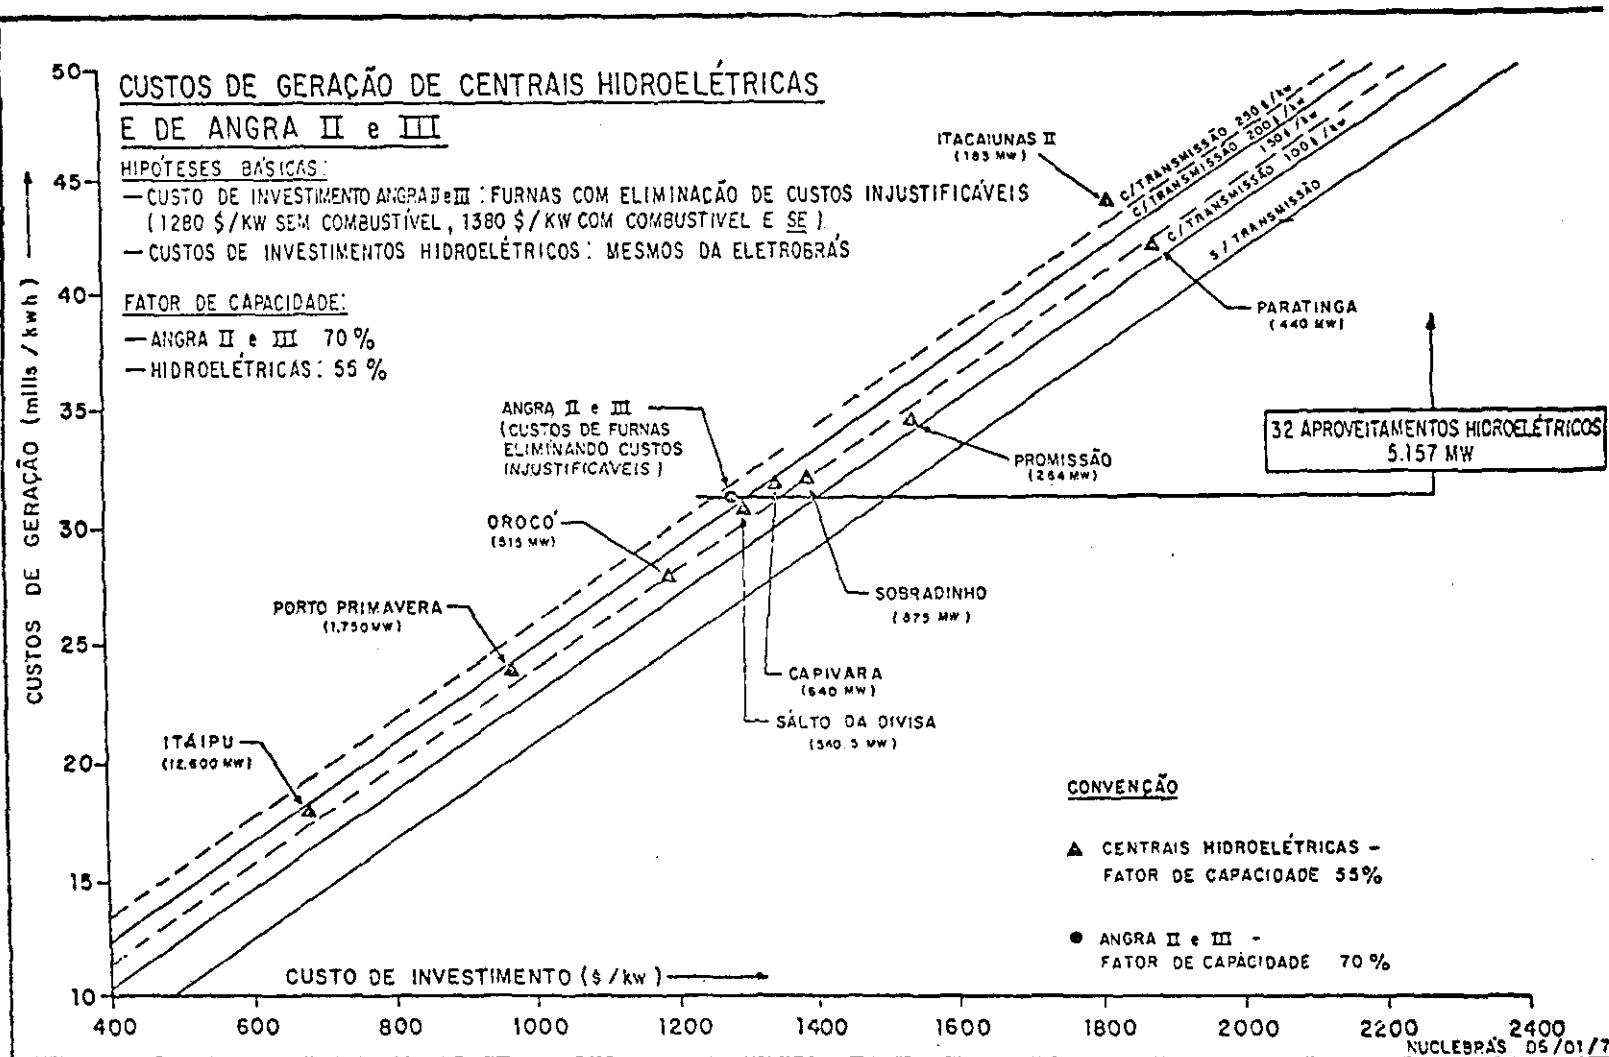 CUSTOS DE GERAÇÃO DE CENTRAIS HIDROELÉTRICAS
E DE ANGRA II e III
HIPÓTESES BÁSICAS:
— CUSTO DE INVESTIMENTO ANGRA II e III : FURNAS COM ELIMINAÇÃO DE CUSTOS INJUSTIFICÁVEIS
(1280 $/KW SEM COMBUSTÍVEL, 1380 $/KW COM COMBUSTIVEL E SE)
— CUSTOS DE INVESTIMENTOS HIDROELÉTRICOS: MESMOS DA ELETROBRÁS
FATOR DE CAPACIDADE:
— ANGRA II e III 70 %
— HIDROELÉTRICAS: 55 %
CUSTOS DE GERAÇÃO (mills / kwh)
50
45
40
35
30
25
20
15
10
ITACAIUNAS II
(183 MW)
C/TRANSMISSÃO 250 $/kw
C/TRANSMISSÃO 200 $/kw
150 $/kw
C/TRANSMISSÃO 100 $/kw
S/TRANSMISSÃO
PARATINGA
(440 MW)
32 APROVEITAMENTOS HIDROELÉTRICOS
5.157 MW
ANGRA II e III
(CUSTOS DE FURNAS
ELIMINANDO CUSTOS
INJUSTIFICÁVEIS)
PROMISSÃO
(264 MW)
OROCÓ
(515 MW)
SOBRADINHO
(875 MW)
PORTO PRIMAVERA
(1.750 MW)
CAPIVARA
(640 MW)
SALTO DA DIVISA
(540.5 MW)
ITAIPU
(12.600 MW)
CONVENÇÃO
CENTRAIS HIDROELÉTRICAS -
FATOR DE CAPACIDADE 55%
ANGRA II e III -
FATOR DE CAPACIDADE 70 %
CUSTO DE INVESTIMENTO ($ / kw)
400 600 800 1000 1200 1400 1600 1800 2000 2200 2400
NUCLEBRÁS 05/01/7